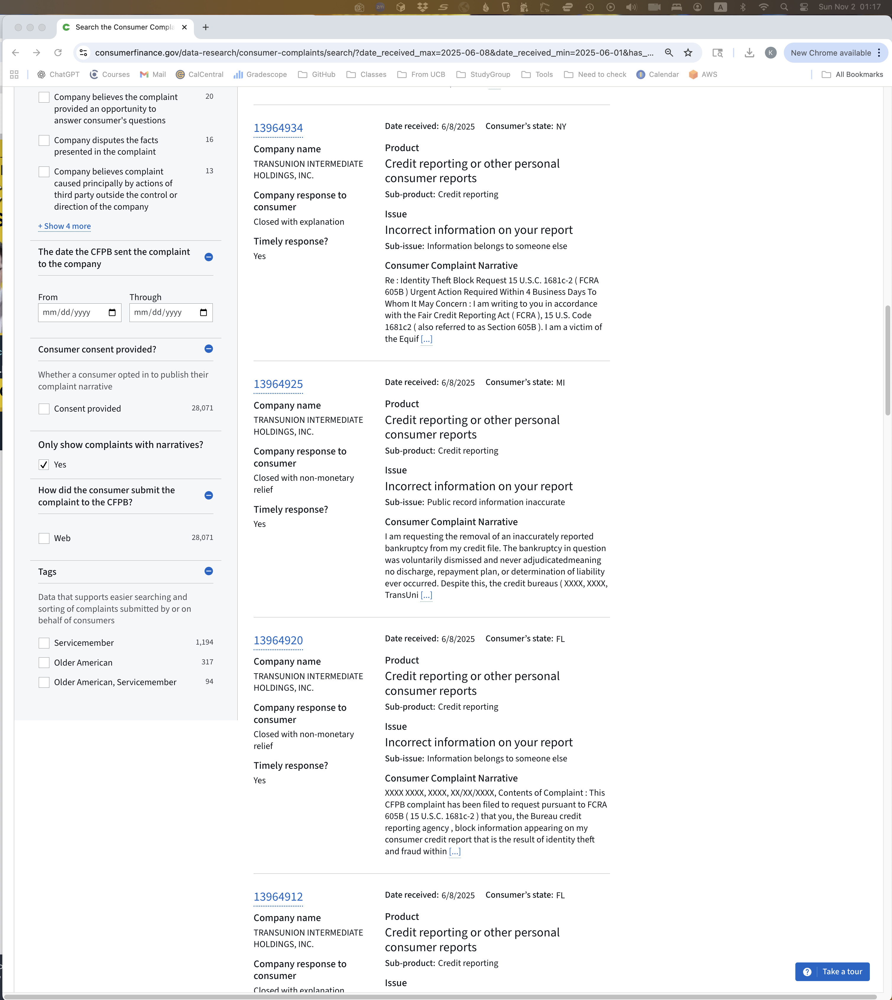 zm
A
Sun Nov 2 01:17
Search the Consumer Compla
consumerfinance.gov/data-research/consumer-complaints/search/?date_received_max=2025-06-08&date_received_min=2025-06-01&has_...
K
New Chrome available
ChatGPT
Courses
Mail
CalCentral
Gradescope
GitHub
Classes
From UCB
StudyGroup
Tools
Need to check
Calendar
AWS
All Bookmarks
Company believes the complaint 20
provided an opportunity to
answer consumer's questions
Company disputes the facts 16
presented in the complaint
Company believes complaint 13
caused principally by actions of
third party outside the control or
direction of the company
+ Show 4 more
The date the CFPB sent the complaint
to the company
From Through
mm/dd/yyyy mm/dd/yyyy
Consumer consent provided?
Whether a consumer opted in to publish their
complaint narrative
Consent provided 28,071
Only show complaints with narratives?
Yes
How did the consumer submit the
complaint to the CFPB?
Web 28,071
Tags
Data that supports easier searching and
sorting of complaints submitted by or on
behalf of consumers
Servicemember 1,194
Older American 317
Older American, Servicemember 94
13964934
Company name
TRANSUNION INTERMEDIATE
HOLDINGS, INC.
Company response to
consumer
Closed with explanation
Timely response?
Yes
Date received: 6/8/2025 Consumer's state: NY
Product
Credit reporting or other personal
consumer reports
Sub-product: Credit reporting
Issue
Incorrect information on your report
Sub-issue: Information belongs to someone else
Consumer Complaint Narrative
Re : Identity Theft Block Request 15 U.S.C. 1681c-2 ( FCRA
605B ) Urgent Action Required Within 4 Business Days To
Whom It May Concern : I am writing to you in accordance
with the Fair Credit Reporting Act ( FCRA ), 15 U.S. Code
1681c2 ( also referred to as Section 605B ). I am a victim of
the Equif [...]
13964925
Company name
TRANSUNION INTERMEDIATE
HOLDINGS, INC.
Company response to
consumer
Closed with non-monetary
relief
Timely response?
Yes
Date received: 6/8/2025 Consumer's state: MI
Product
Credit reporting or other personal
consumer reports
Sub-product: Credit reporting
Issue
Incorrect information on your report
Sub-issue: Public record information inaccurate
Consumer Complaint Narrative
I am requesting the removal of an inaccurately reported
bankruptcy from my credit file. The bankruptcy in question
was voluntarily dismissed and never adjudicatedmeaning
no discharge, repayment plan, or determination of liability
ever occurred. Despite this, the credit bureaus ( XXXX, XXXX,
TransUni [...]
13964920
Company name
TRANSUNION INTERMEDIATE
HOLDINGS, INC.
Company response to
consumer
Closed with non-monetary
relief
Timely response?
Yes
Date received: 6/8/2025 Consumer's state: FL
Product
Credit reporting or other personal
consumer reports
Sub-product: Credit reporting
Issue
Incorrect information on your report
Sub-issue: Information belongs to someone else
Consumer Complaint Narrative
XXXX XXXX, XXXX, XX/XX/XXXX, Contents of Complaint : This
CFPB complaint has been filed to request pursuant to FCRA
605B ( 15 U.S.C. 1681c-2 ) that you, the Bureau credit
reporting agency , block information appearing on my
consumer credit report that is the result of identity theft
and fraud within [...]
13964912
Company name
TRANSUNION INTERMEDIATE
HOLDINGS, INC.
Company response to
consumer
Closed with explanation
Date received: 6/8/2025 Consumer's state: FL
Product
Credit reporting or other personal
consumer reports
Sub-product: Credit reporting
Issue
Take a tour